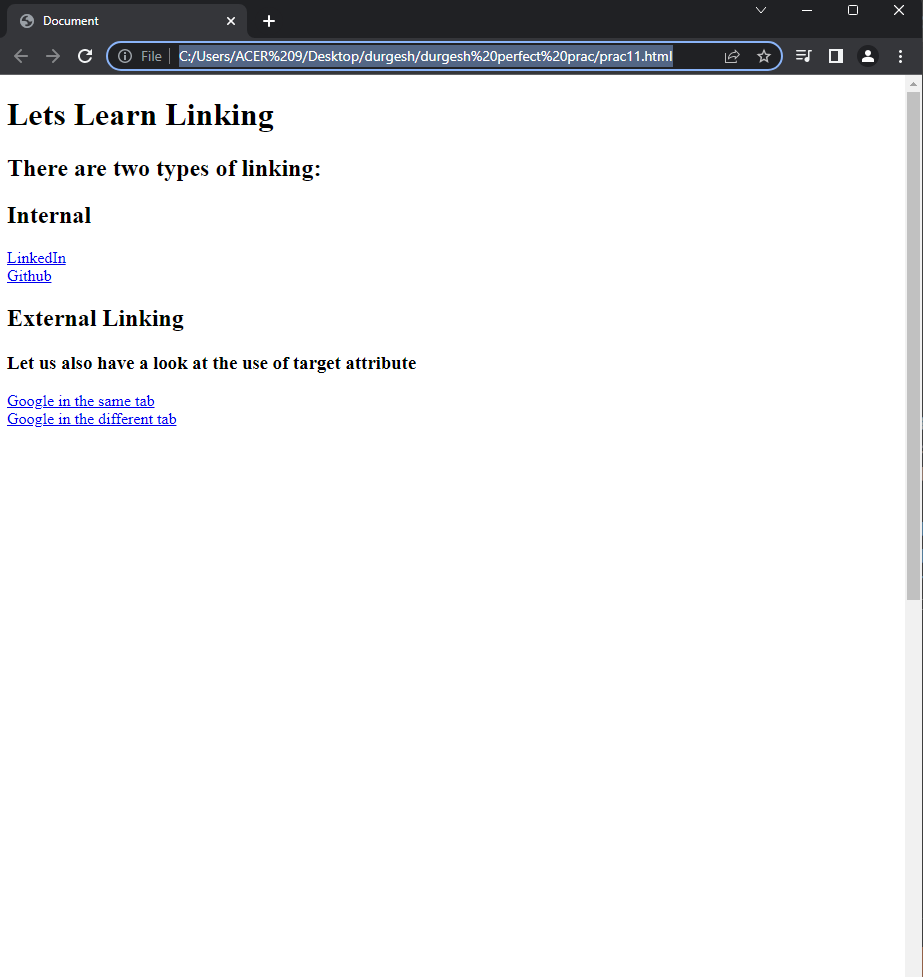 Document
File
C:/Users/ACER%209/Desktop/durgesh/durgesh%20perfect%20prac/prac11.html
Lets Learn Linking
There are two types of linking:
Internal
LinkedIn
Github
External Linking
Let us also have a look at the use of target attribute
Google in the same tab
Google in the different tab